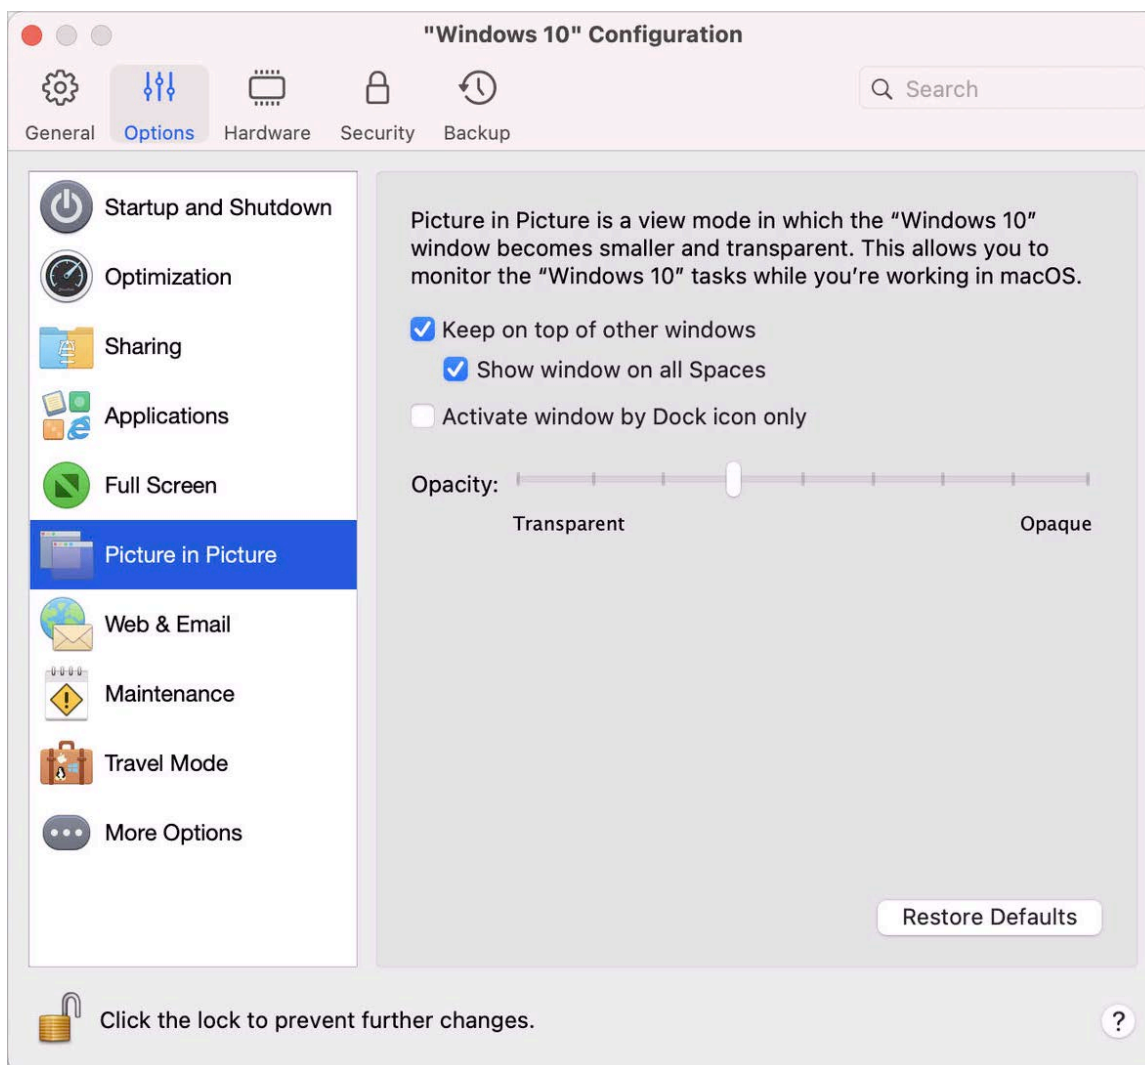 "Windows 10" Configuration
General
Options
Hardware
Security
Backup
Search
Startup and Shutdown
Optimization
Sharing
Applications
Full Screen
Picture in Picture
Web & Email
Maintenance
Travel Mode
More Options
Picture in Picture is a view mode in which the “Windows 10”
window becomes smaller and transparent. This allows you to
monitor the “Windows 10” tasks while you’re working in macOS.
Keep on top of other windows
Show window on all Spaces
Activate window by Dock icon only
Opacity:
Transparent
Opaque
Restore Defaults
Click the lock to prevent further changes.
?